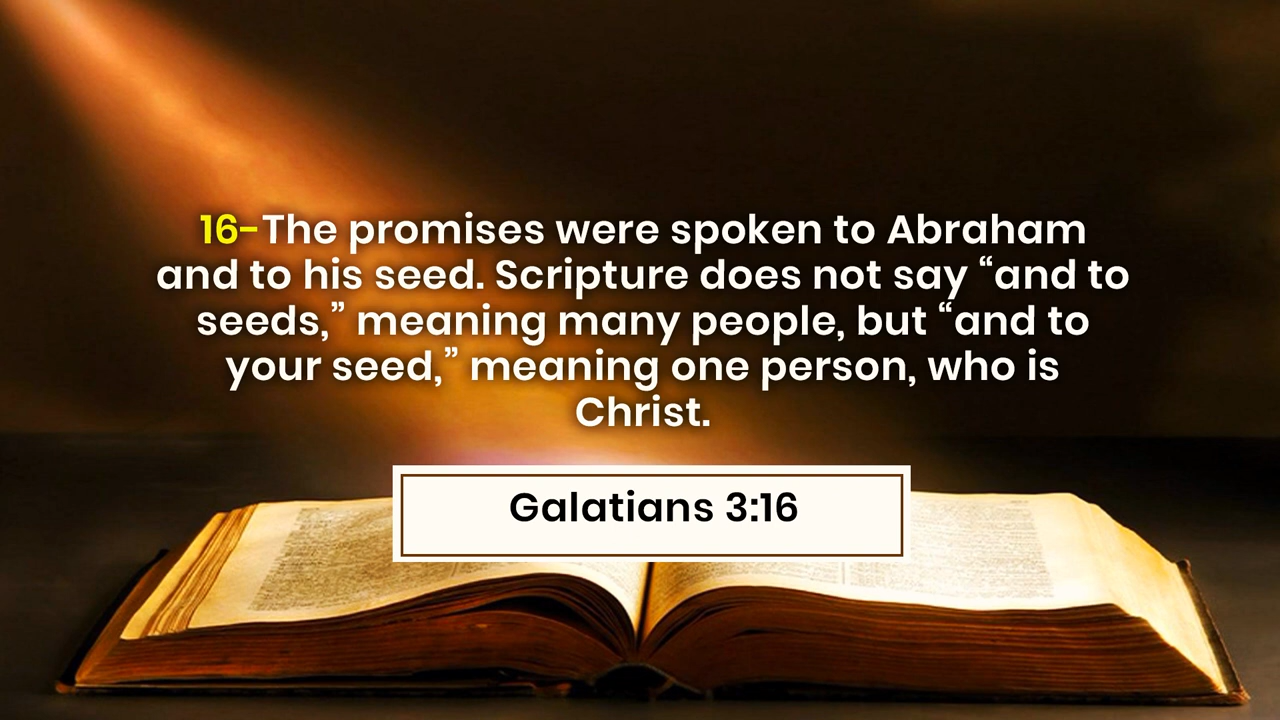 16-The promises were spoken to Abraham
and to his seed. Scripture does not say “and to
seeds,” meaning many people, but “and to
your seed,” meaning one person, who is
Christ.
Galatians 3:16